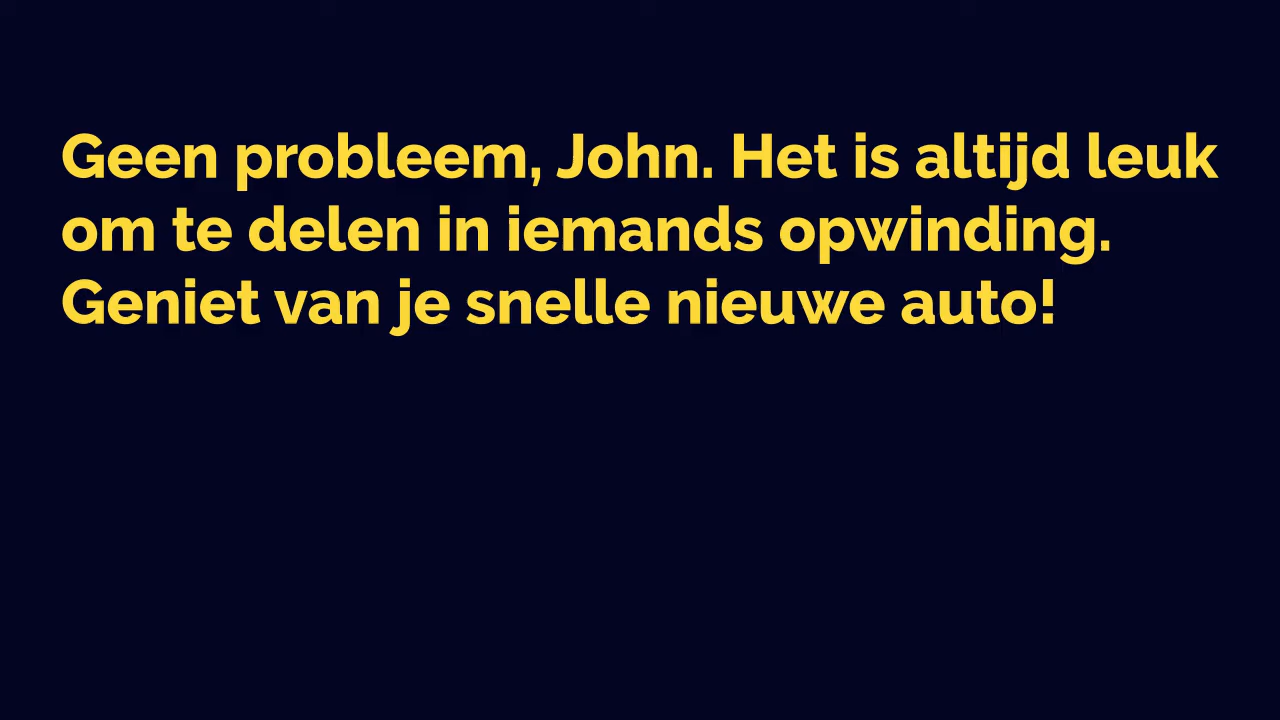 Geen probleem, John. Het is altijd leuk
om te delen in iemands opwinding.
Geniet van je snelle nieuwe auto!